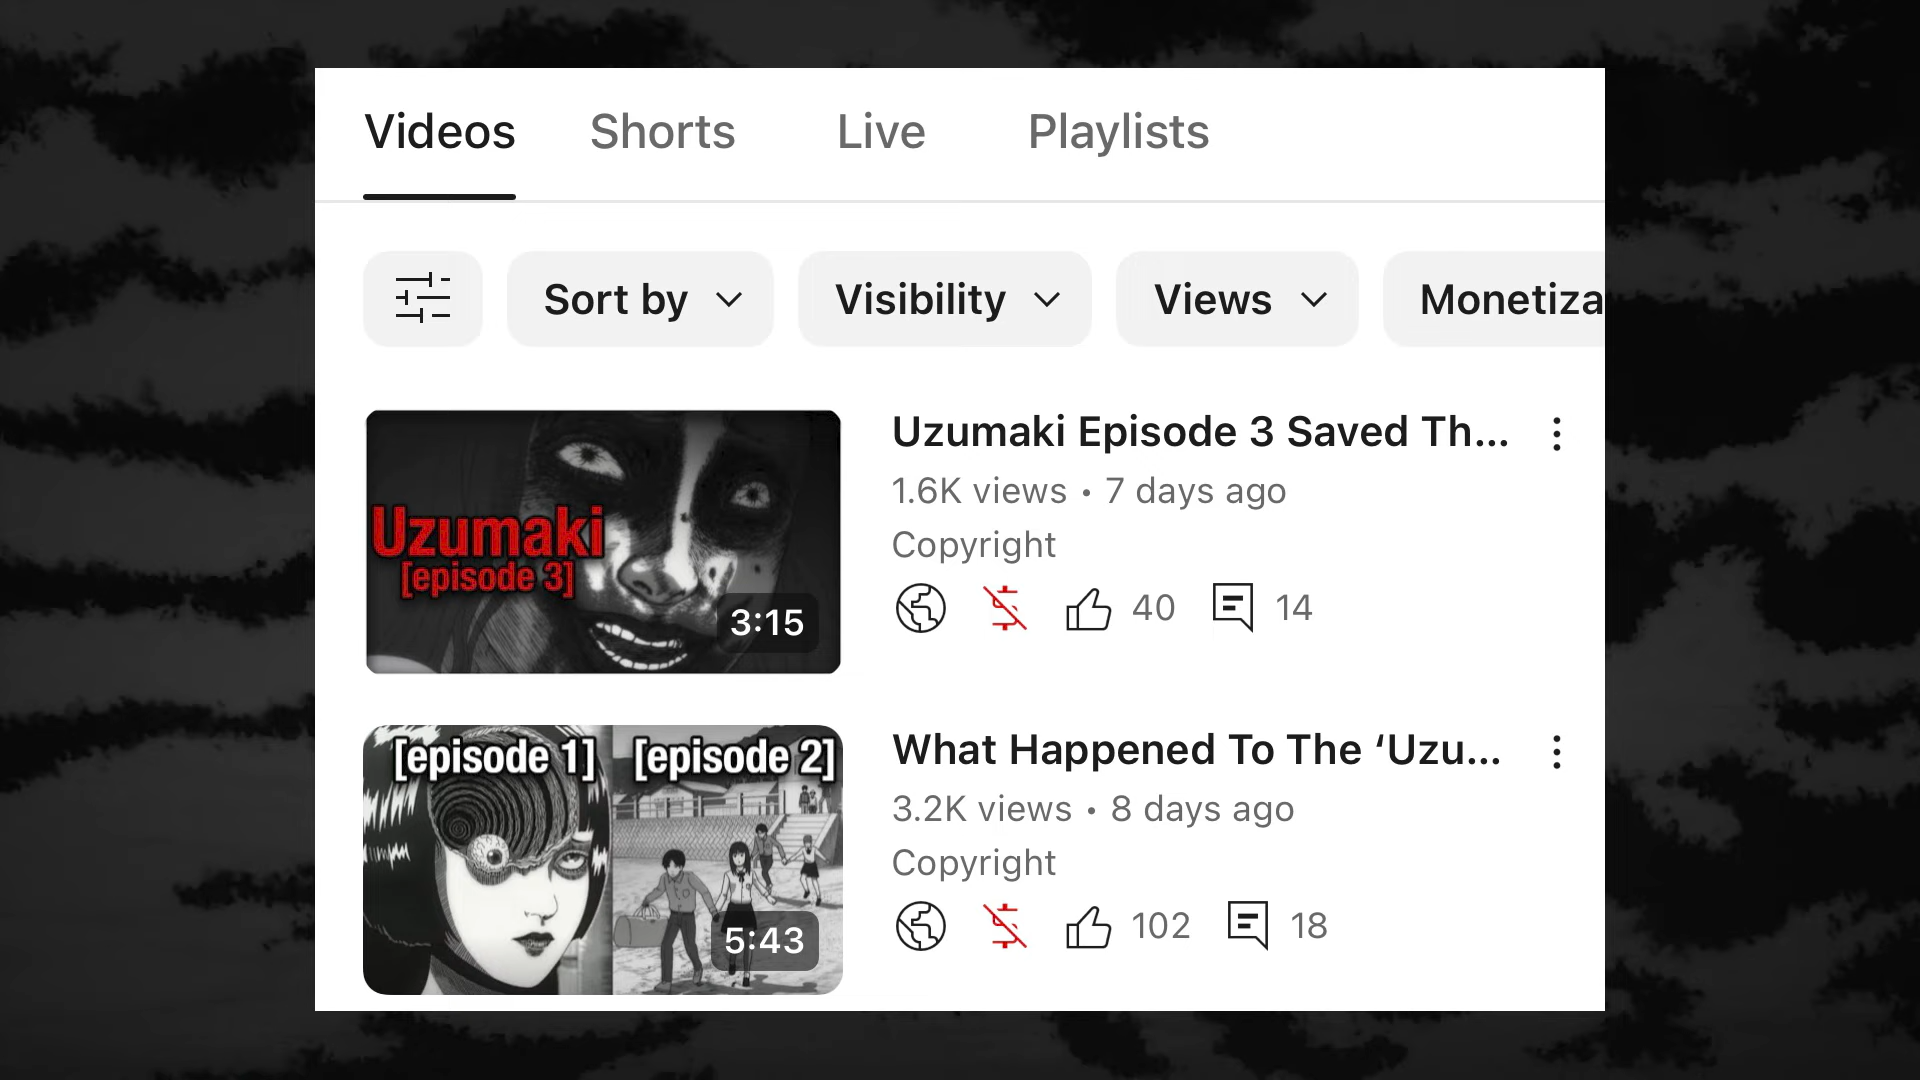 Videos Shorts Live Playlists
Sort by Visibility Views Monetiza
Uzumaki
[episode 3]
3:15
Uzumaki Episode 3 Saved Th...
1.6K views • 7 days ago
Copyright
40 14
[episode 1] [episode 2]
5:43
What Happened To The ‘Uzu...
3.2K views • 8 days ago
Copyright
102 18